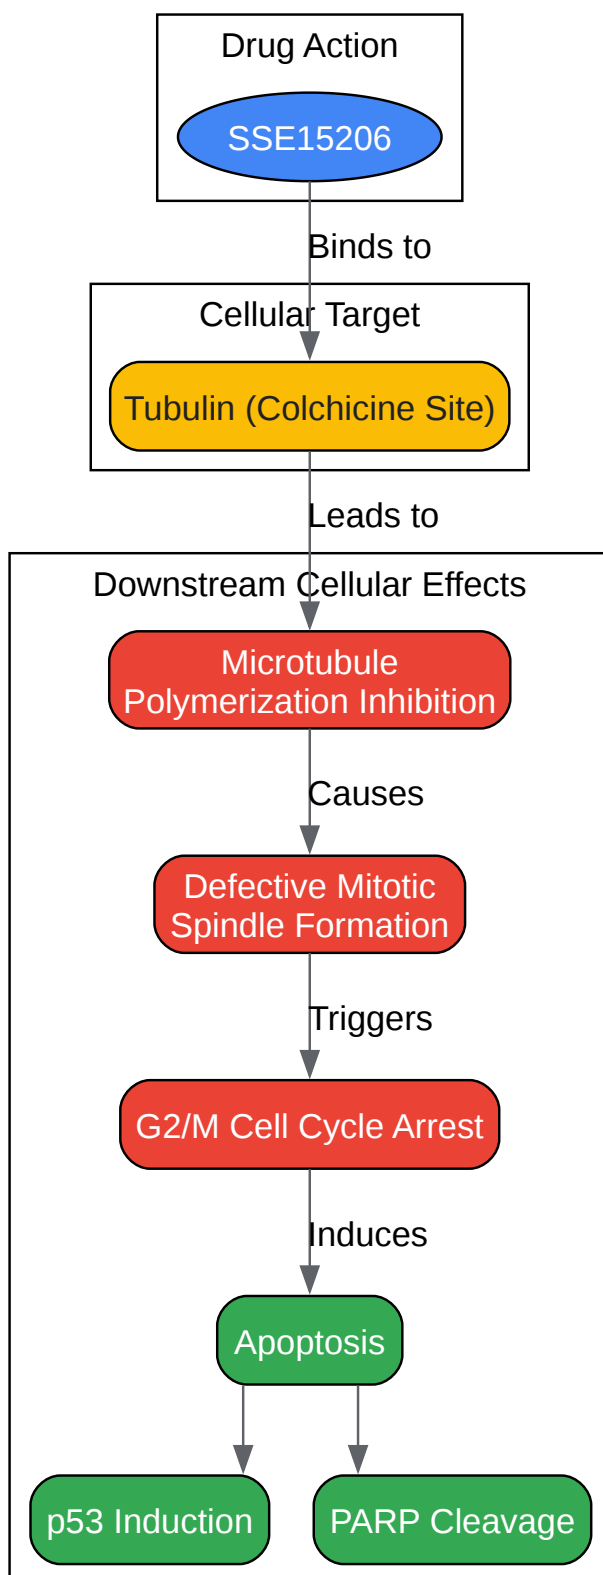 Drug Action
SSE15206
Binds to
Cellular Target
Tubulin (Colchicine Site)
Leads to
Downstream Cellular Effects
Microtubule
Polymerization Inhibition
Causes
Defective Mitotic
Spindle Formation
Triggers
G2/M Cell Cycle Arrest
Induces
Apoptosis
p53 Induction
PARP Cleavage